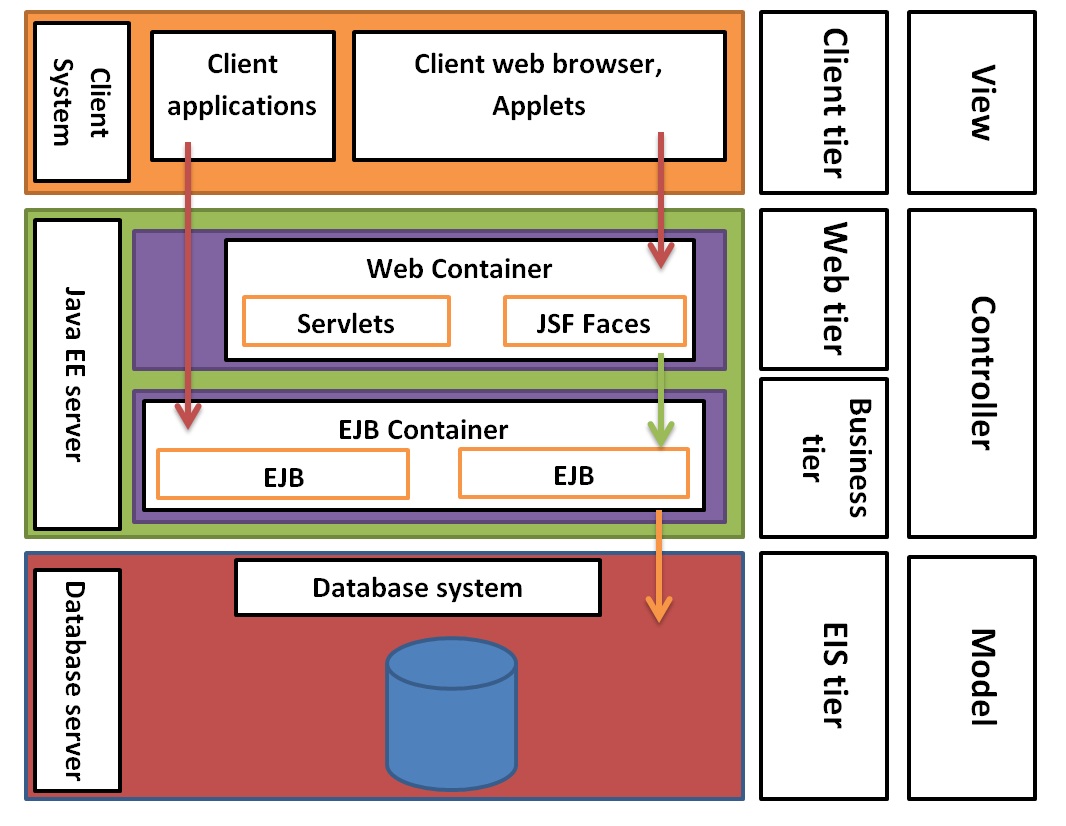 Client
System
Client
applications
Client web browser,
Applets
Client tier
View
Java EE server
Web Container
Servlets
JSF Faces
EJB Container
EJB
EJB
Web tier
Business
tier
Controller
Database server
Database system
EIS tier
Model